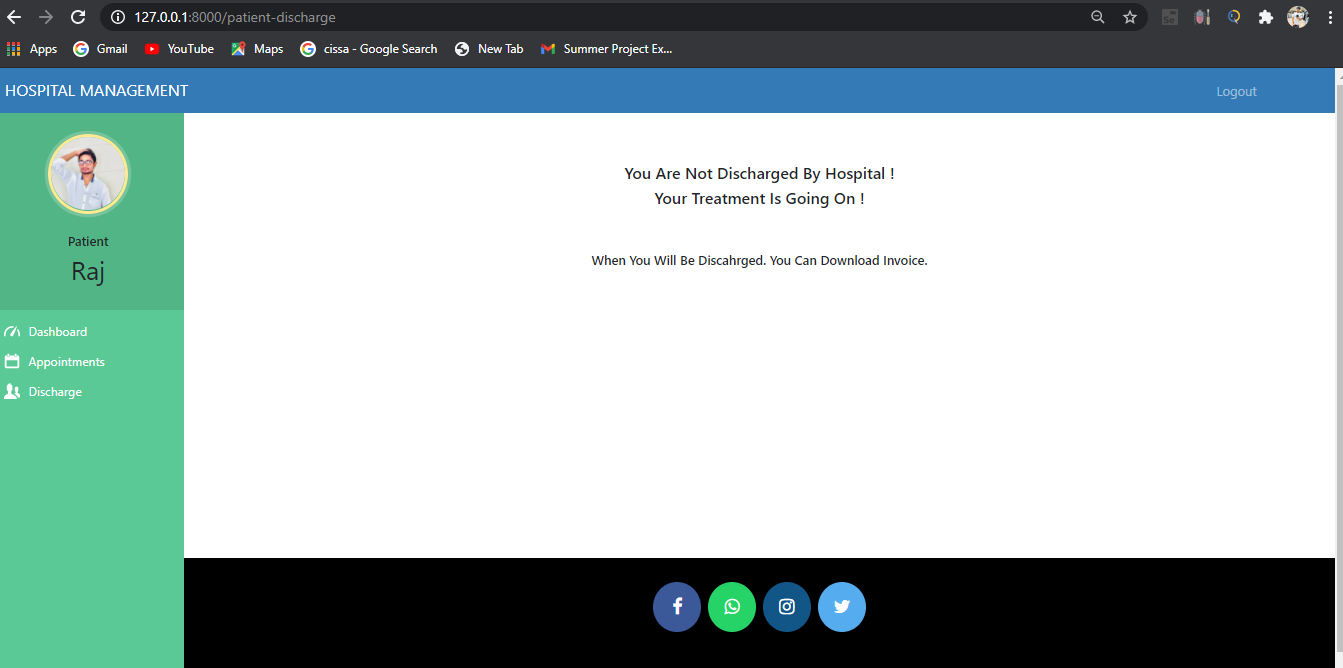 127.0.0.1:8000/patient-discharge
Apps Gmail YouTube Maps cissa - Google Search New Tab Summer Project Ex...
HOSPITAL MANAGEMENT Logout
Patient
Raj
Dashboard
Appointments
Discharge
You Are Not Discharged By Hospital !
Your Treatment Is Going On !
When You Will Be Discahrged. You Can Download Invoice.